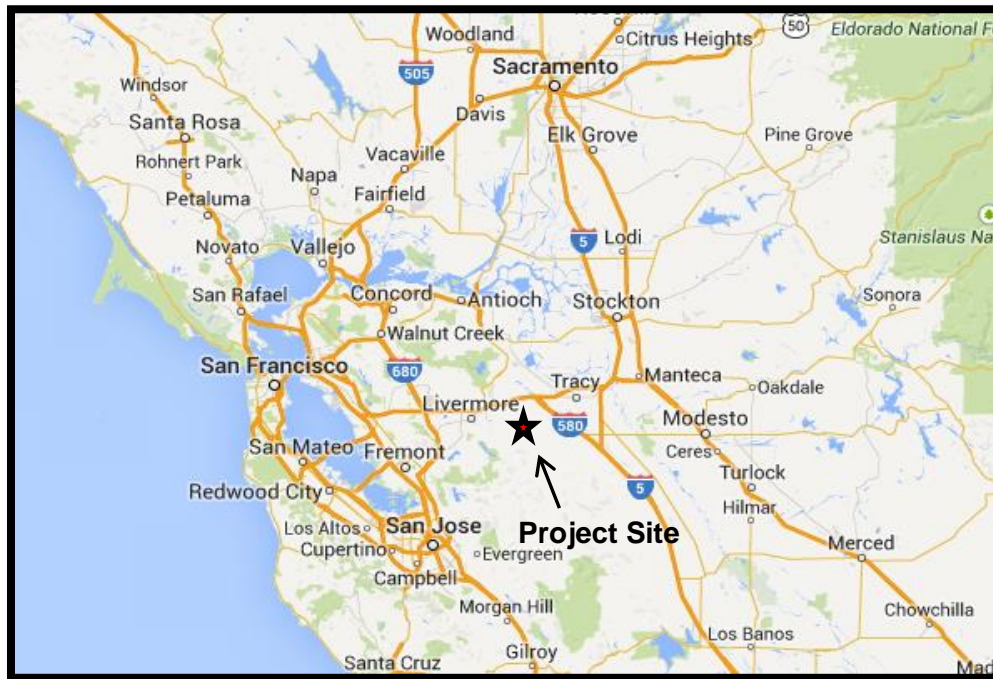 50
Eldorado National F
Woodland
Citrus Heights
505
Sacramento
Windsor
Davis
Santa Rosa
Elk Grove
Pine Grove
Rohnert Park
Vacaville
Napa
Fairfield
Petaluma
5
Lodi
Stanislaus Na
Novato
Vallejo
San Rafael
Concord
Antioch
Stockton
Sonora
Walnut Creek
San Francisco
680
Tracy
Manteca
Oakdale
Livermore
580
Modesto
San Mateo
Fremont
Ceres
Turlock
Redwood City
5
Hilmar
Los Altos
San Jose
Project Site
Cupertino
Evergreen
Merced
Campbell
Morgan Hill
Chowchilla
Los Banos
Gilroy
Santa Cruz
Mad